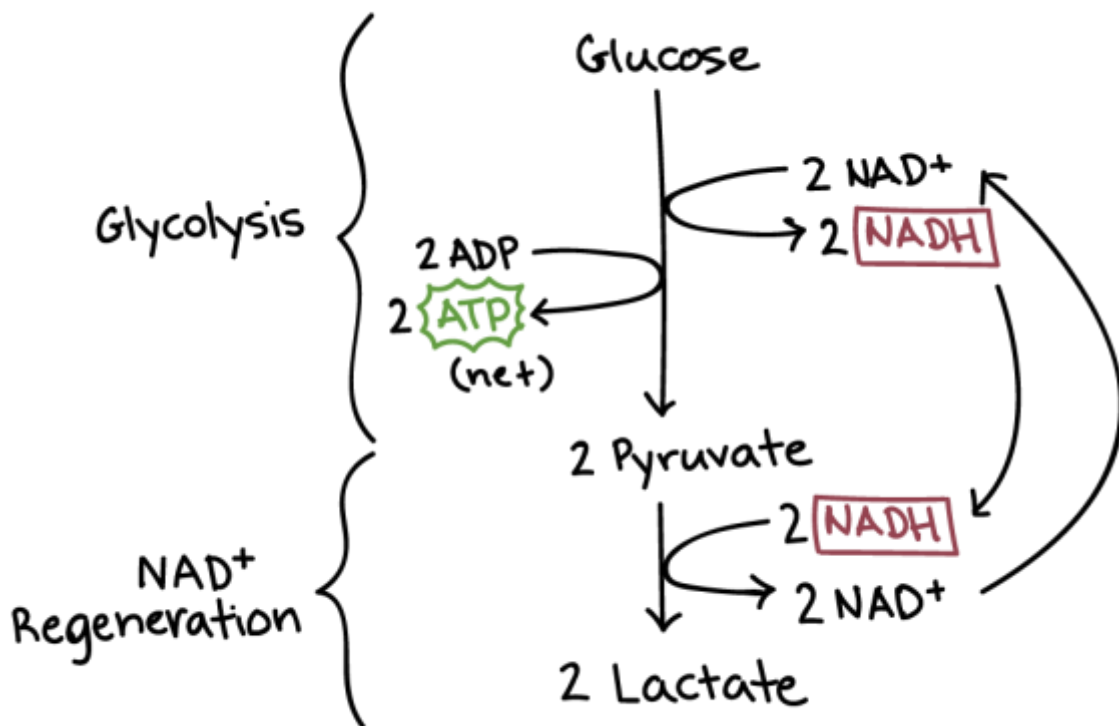 Glucose
2 NAD+
2 NADH
Glycolysis
2 ADP
2 ATP
(net)
2 Pyruvate
2 NADH
NAD+
Regeneration
2 NAD+
2 Lactate